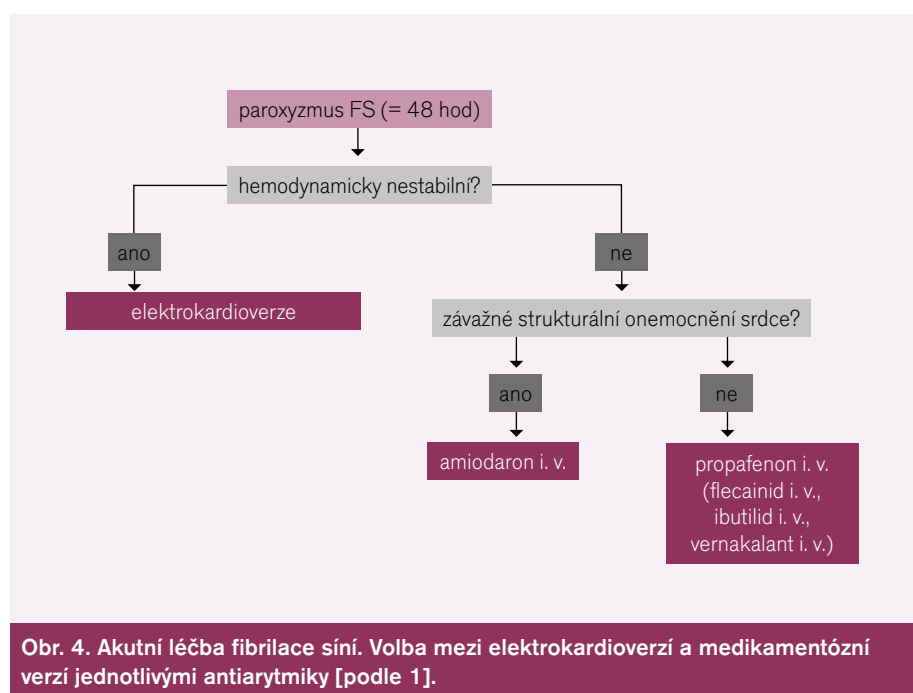 paroxyzmus FS (= 48 hod)
hemodynamicky nestabilní?
ano
ne
elektrokardioverze
závažné strukturální onemocnění srdce?
ano
ne
amiodaron i. v.
propafenon i. v.
(flecainid i. v.,
ibutilid i. v.,
vernakalant i. v.)
Obr. 4. Akutní léčba fibrilace síní. Volba mezi elektrokardioverzí a medikamentózní
verzí jednotlivými antiarytmiky [podle 1].